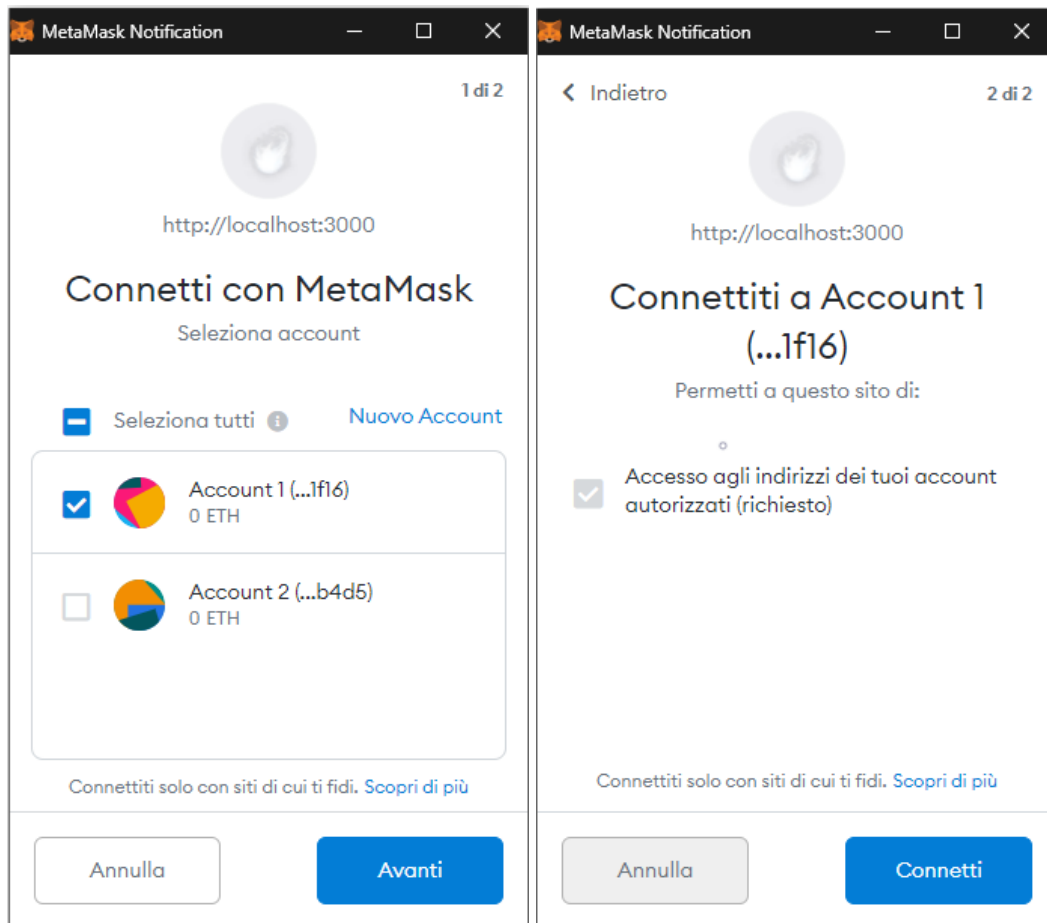 MetaMask Notification
1 di 2
http://localhost:3000
Connetti con MetaMask
Seleziona account
Seleziona tutti
Nuovo Account
Account 1 (...1f16)
0 ETH
Account 2 (...b4d5)
0 ETH
Connettiti solo con siti di cui ti fidi. Scopri di più
Annulla
Avanti
MetaMask Notification
Indietro
2 di 2
http://localhost:3000
Connettiti a Account 1
(...1f16)
Permetti a questo sito di:
Accesso agli indirizzi dei tuoi account
autorizzati (richiesto)
Connettiti solo con siti di cui ti fidi. Scopri di più
Annulla
Connetti